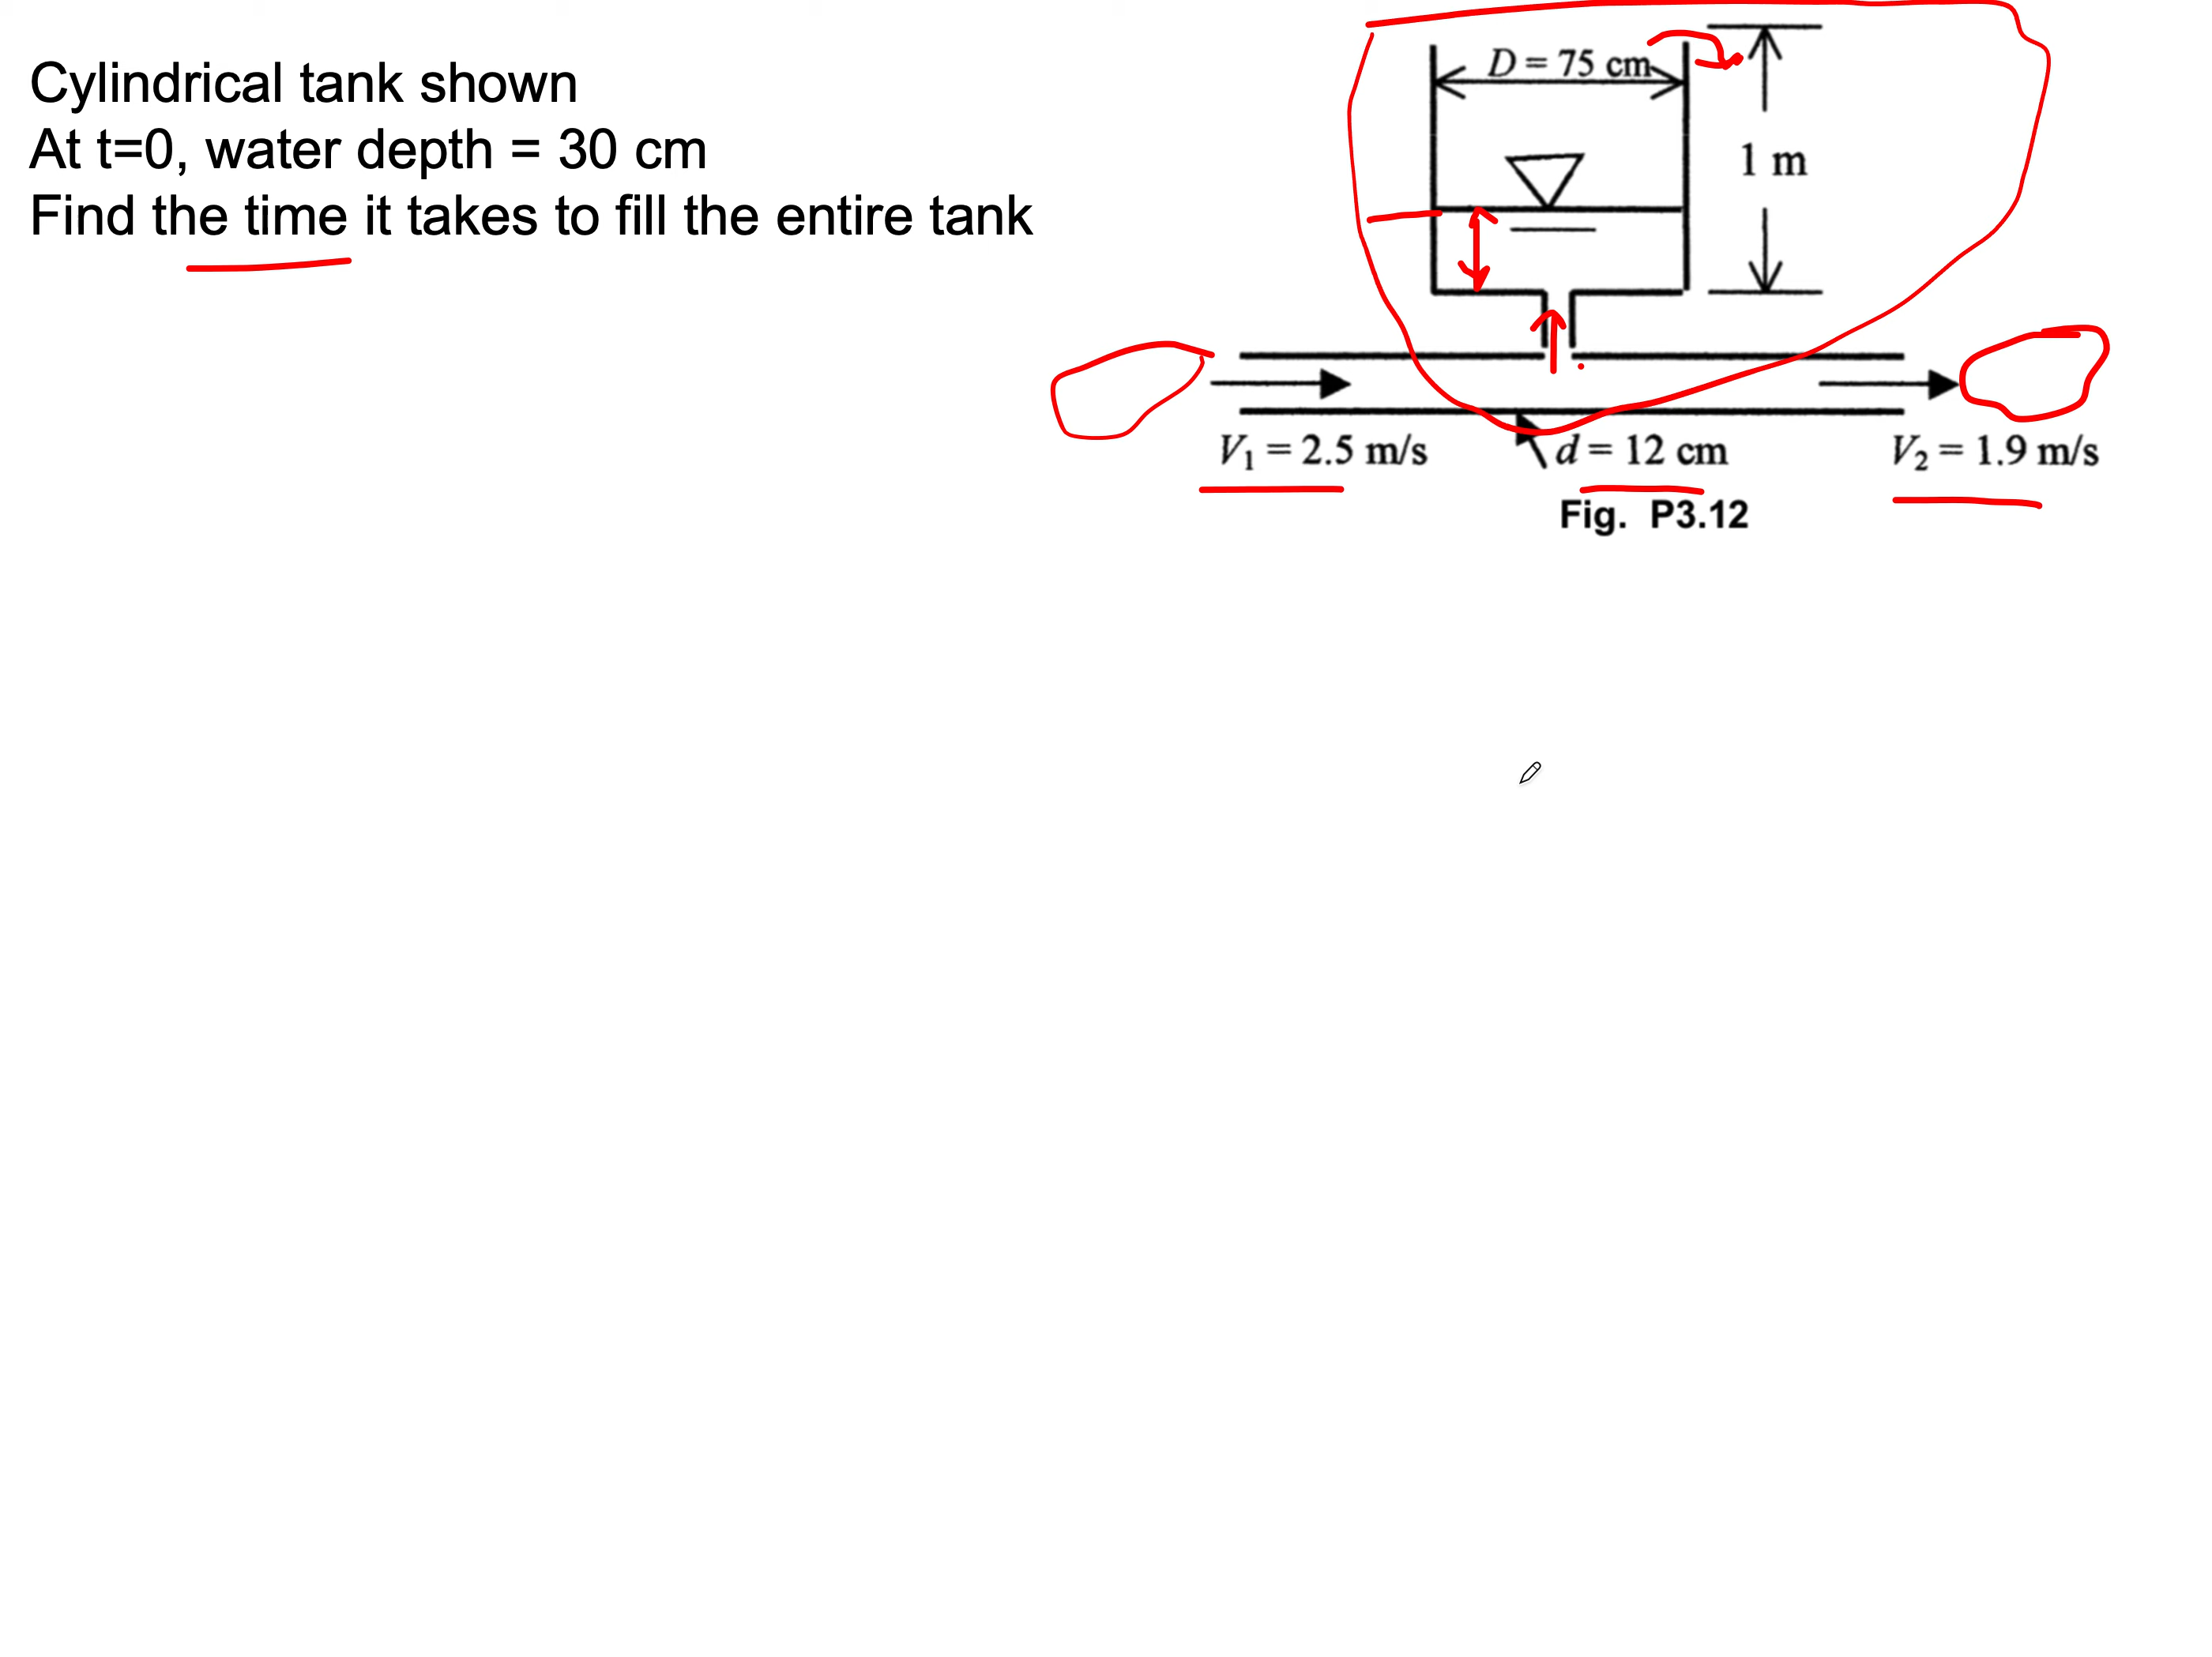 Cylindrical tank shown
At t=0, water depth = 30 cm
Find the time it takes to fill the entire tank
D = 75 cm
1 m
V₁ = 2.5 m/s
d = 12 cm
V₂ = 1.9 m/s
Fig. P3.12